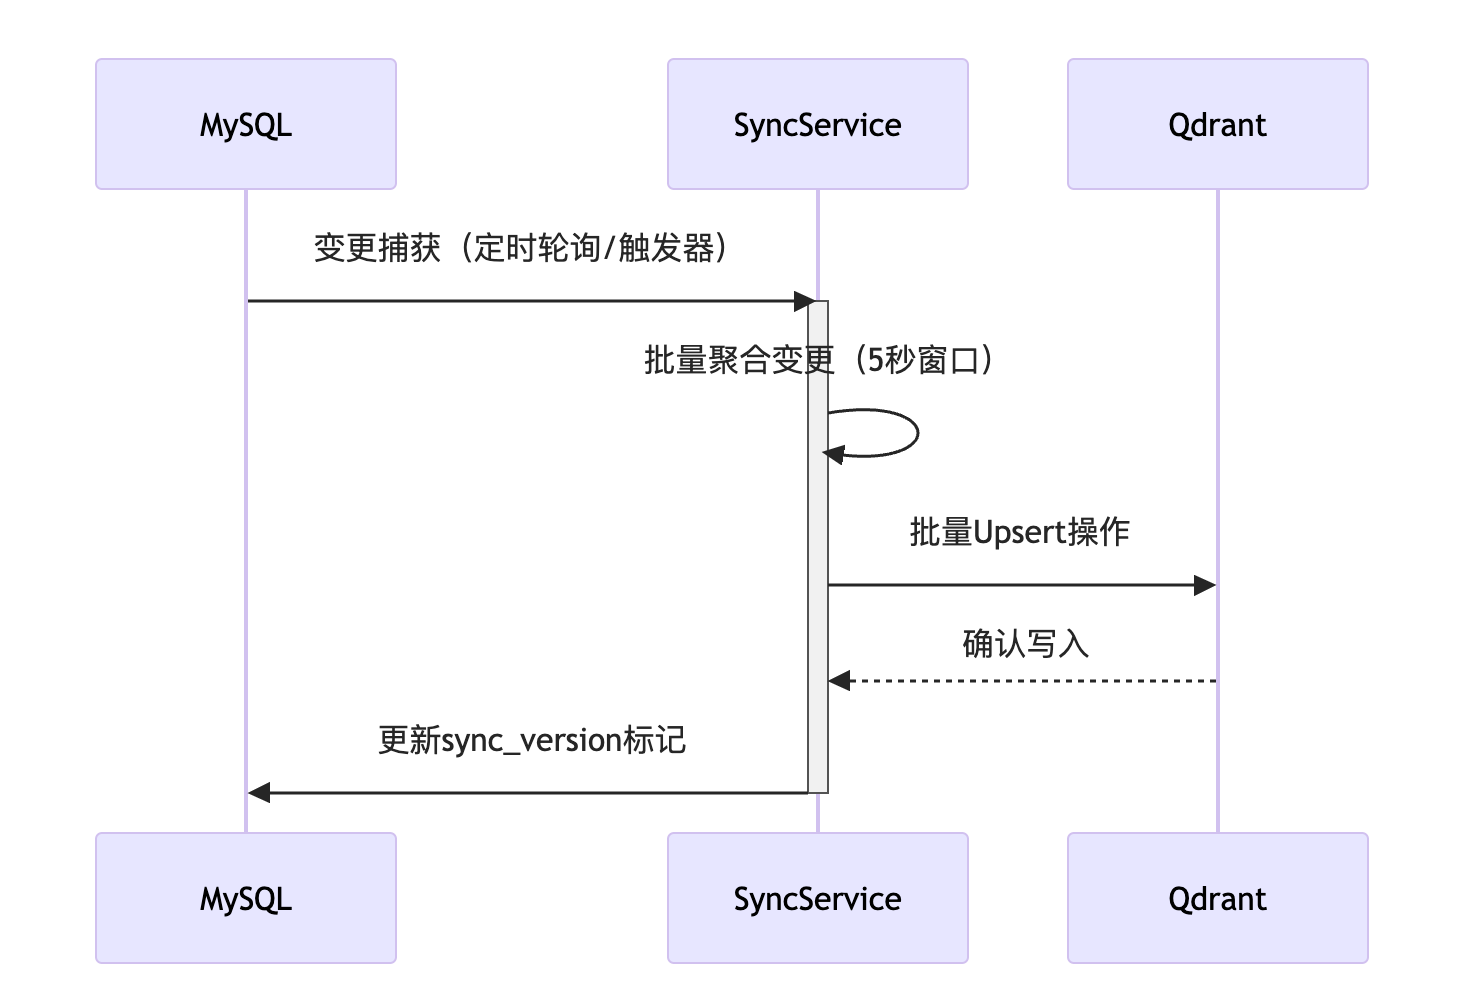 MySQL
SyncService
Qdrant
变更捕获（定时轮询/触发器）
批量聚合变更（5秒窗口）
批量Upsert操作
确认写入
更新sync_version标记
MySQL
SyncService
Qdrant